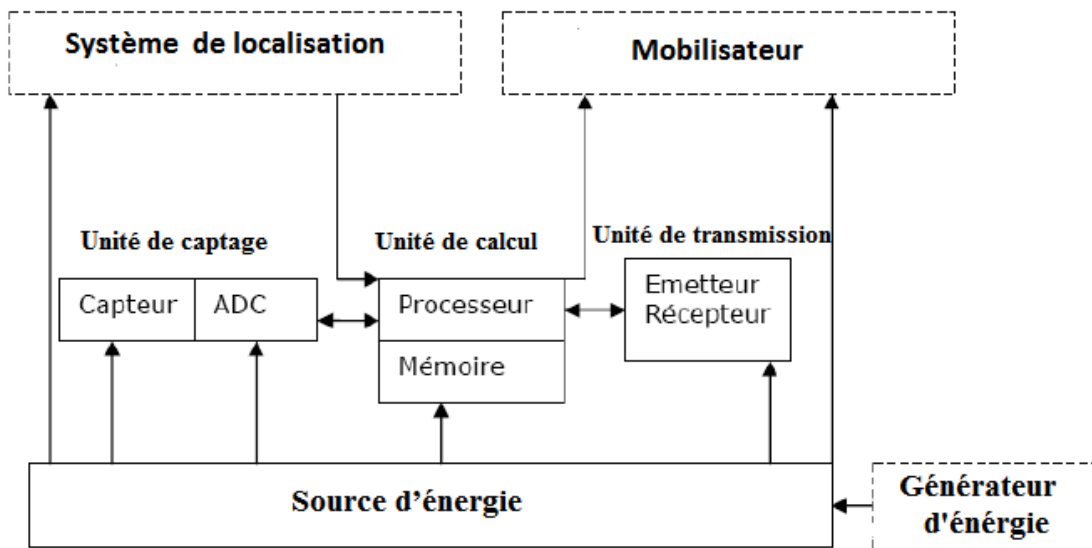 Système de localisation
Mobilisateur
Unité de captage
Unité de calcul
Unité de transmission
Capteur
ADC
Processeur
Mémoire
Emetteur
Récepteur
Source d’énergie
Générateur
d'énérgie